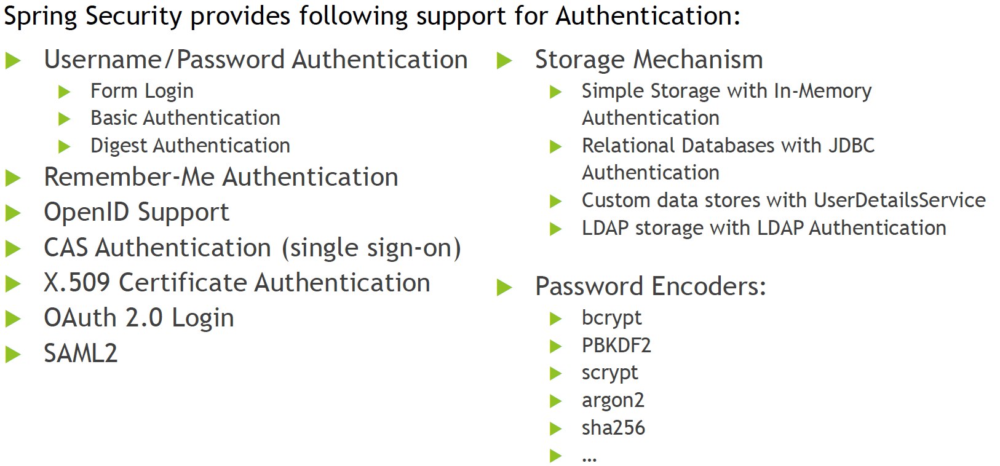 Spring Security provides following support for Authentication:
Username/Password Authentication
Form Login
Basic Authentication
Digest Authentication
Remember-Me Authentication
OpenID Support
CAS Authentication (single sign-on)
X.509 Certificate Authentication
OAuth 2.0 Login
SAML2
Storage Mechanism
Simple Storage with In-Memory
Authentication
Relational Databases with JDBC
Authentication
Custom data stores with UserDetailsService
LDAP storage with LDAP Authentication
Password Encoders:
bcrypt
PBKDF2
scrypt
argon2
sha256
…